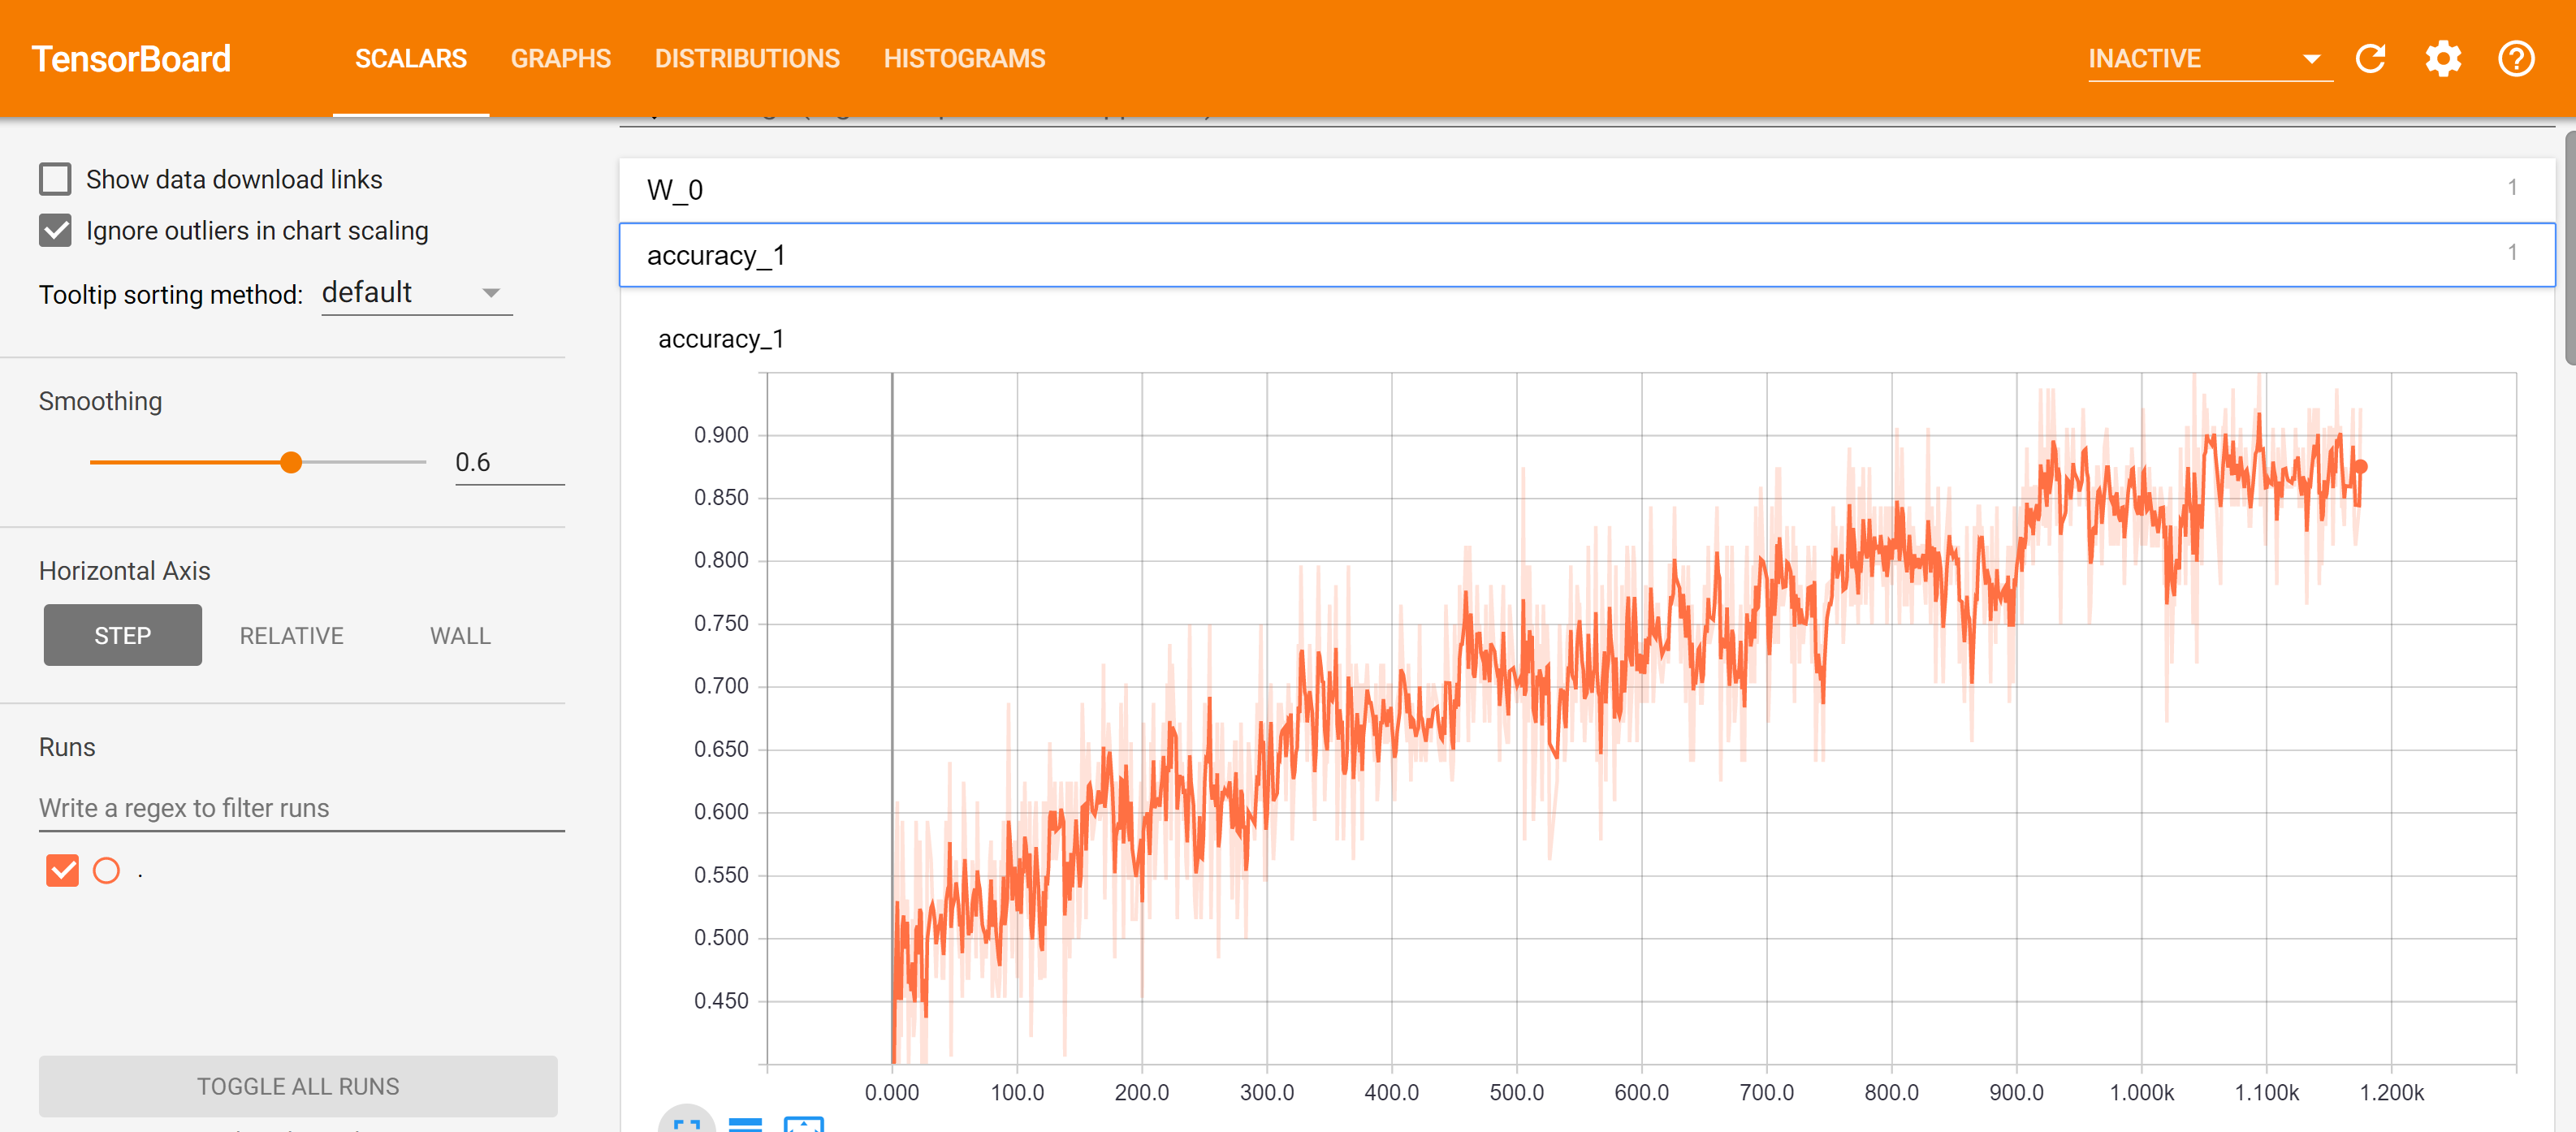 TensorBoard SCALARS GRAPHS DISTRIBUTIONS HISTOGRAMS INACTIVE
Show data download links
Ignore outliers in chart scaling
Tooltip sorting method: default
Smoothing
0.6
Horizontal Axis
STEP RELATIVE WALL
Runs
Write a regex to filter runs
.
TOGGLE ALL RUNS
W_0 1
accuracy_1 1
accuracy_1
0.900
0.850
0.800
0.750
0.700
0.650
0.600
0.550
0.500
0.450
0.000 100.0 200.0 300.0 400.0 500.0 600.0 700.0 800.0 900.0 1.000k 1.100k 1.200k